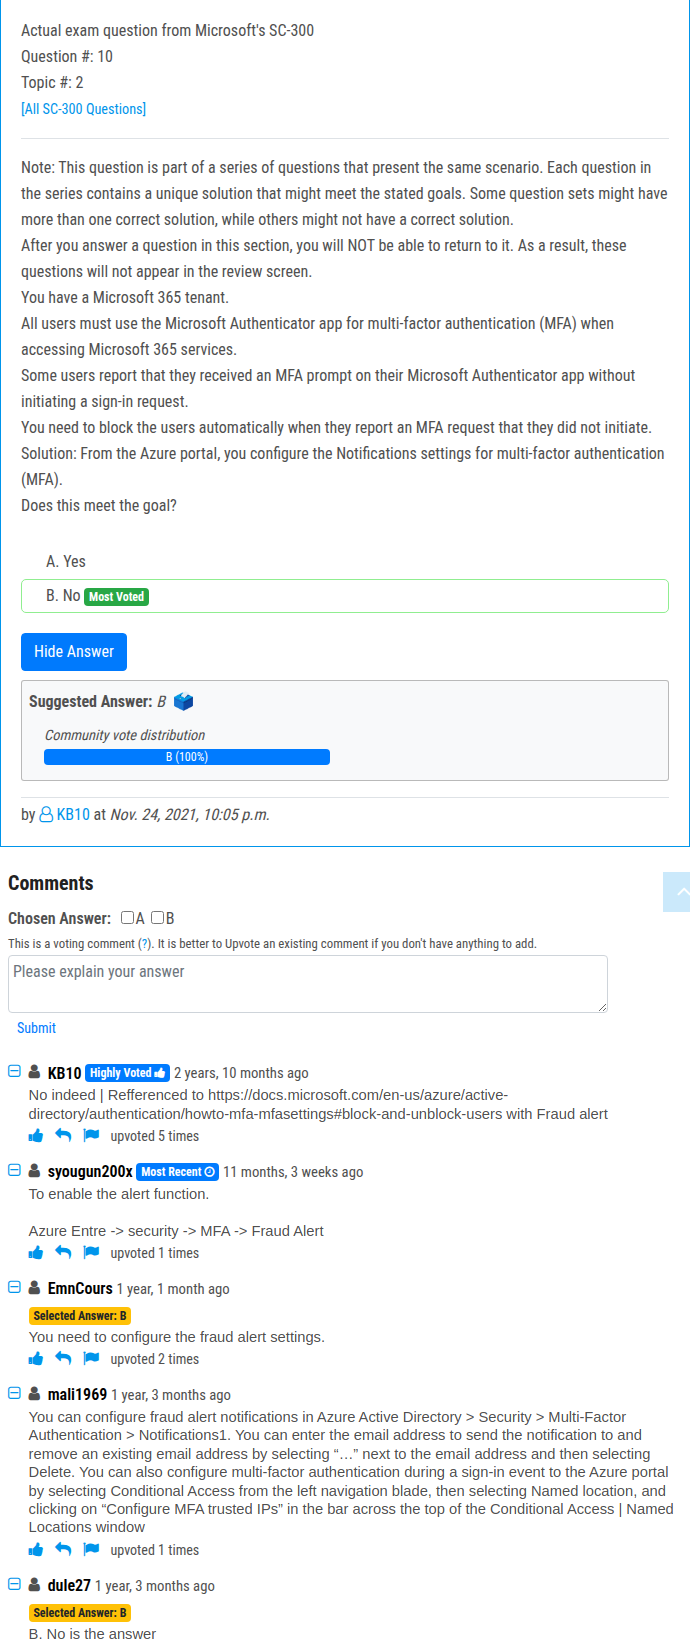 Actual exam question from Microsoft's SC-300
Question #: 10
Topic #: 2
[All SC-300 Questions]
Note: This question is part of a series of questions that present the same scenario. Each question in
the series contains a unique solution that might meet the stated goals. Some question sets might have
more than one correct solution, while others might not have a correct solution.
After you answer a question in this section, you will NOT be able to return to it. As a result, these
questions will not appear in the review screen.
You have a Microsoft 365 tenant.
All users must use the Microsoft Authenticator app for multi-factor authentication (MFA) when
accessing Microsoft 365 services.
Some users report that they received an MFA prompt on their Microsoft Authenticator app without
initiating a sign-in request.
You need to block the users automatically when they report an MFA request that they did not initiate.
Solution: From the Azure portal, you configure the Notifications settings for multi-factor authentication
(MFA).
Does this meet the goal?
A. Yes
B. No Most Voted
Hide Answer
Suggested Answer: B
Community vote distribution
B (100%)
by KB10 at Nov. 24, 2021, 10:05 p.m.
Comments
Chosen Answer: A B
This is a voting comment (?). It is better to Upvote an existing comment if you don't have anything to add.
Please explain your answer
Submit
KB10 Highly Voted 2 years, 10 months ago
No indeed | Refferenced to https://docs.microsoft.com/en-us/azure/active-
directory/authentication/howto-mfa-mfasettings#block-and-unblock-users with Fraud alert
upvoted 5 times
syougun200x Most Recent 11 months, 3 weeks ago
To enable the alert function.
Azure Entre -> security -> MFA -> Fraud Alert
upvoted 1 times
EmnCours 1 year, 1 month ago
Selected Answer: B
You need to configure the fraud alert settings.
upvoted 2 times
mali1969 1 year, 3 months ago
You can configure fraud alert notifications in Azure Active Directory > Security > Multi-Factor
Authentication > Notifications1. You can enter the email address to send the notification to and
remove an existing email address by selecting “…” next to the email address and then selecting
Delete. You can also configure multi-factor authentication during a sign-in event to the Azure portal
by selecting Conditional Access from the left navigation blade, then selecting Named location, and
clicking on “Configure MFA trusted IPs” in the bar across the top of the Conditional Access | Named
Locations window
upvoted 1 times
dule27 1 year, 3 months ago
Selected Answer: B
B. No is the answer